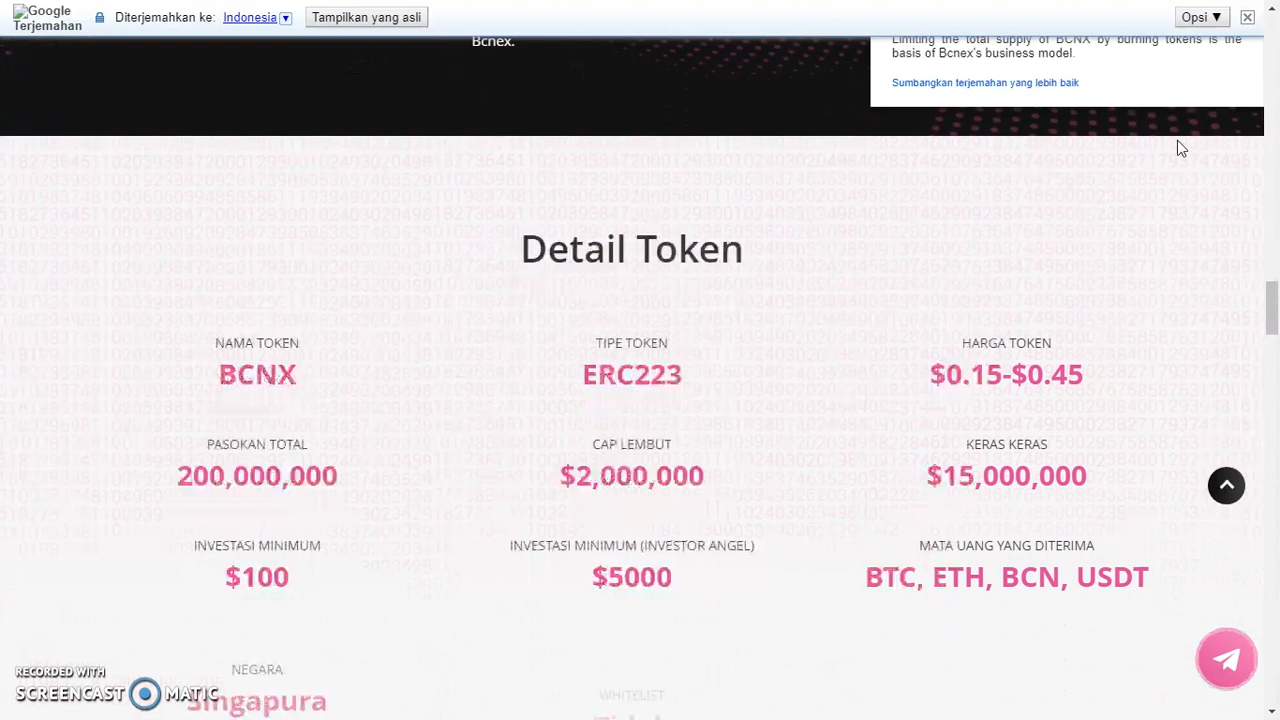 Google
Terjemahan
Diterjemahkan ke: Indonesia
Tampilkan yang asli
Opsi ▼
Bcnex.
Limiting the total supply of BCNX by burning tokens is the
basis of Bcnex's business model.
Sumbangkan terjemahan yang lebih baik
Detail Token
NAMA TOKEN
BCNX
TIPE TOKEN
ERC223
HARGA TOKEN
$0.15-$0.45
PASOKAN TOTAL
200,000,000
CAP LEMBUT
$2,000,000
KERAS KERAS
$15,000,000
INVESTASI MINIMUM
$100
INVESTASI MINIMUM (INVESTOR ANGEL)
$5000
MATA UANG YANG DITERIMA
BTC, ETH, BCN, USDT
NEGARA
Singapura
WHITELIST
RECORDED WITH
SCREENCAST MATIC